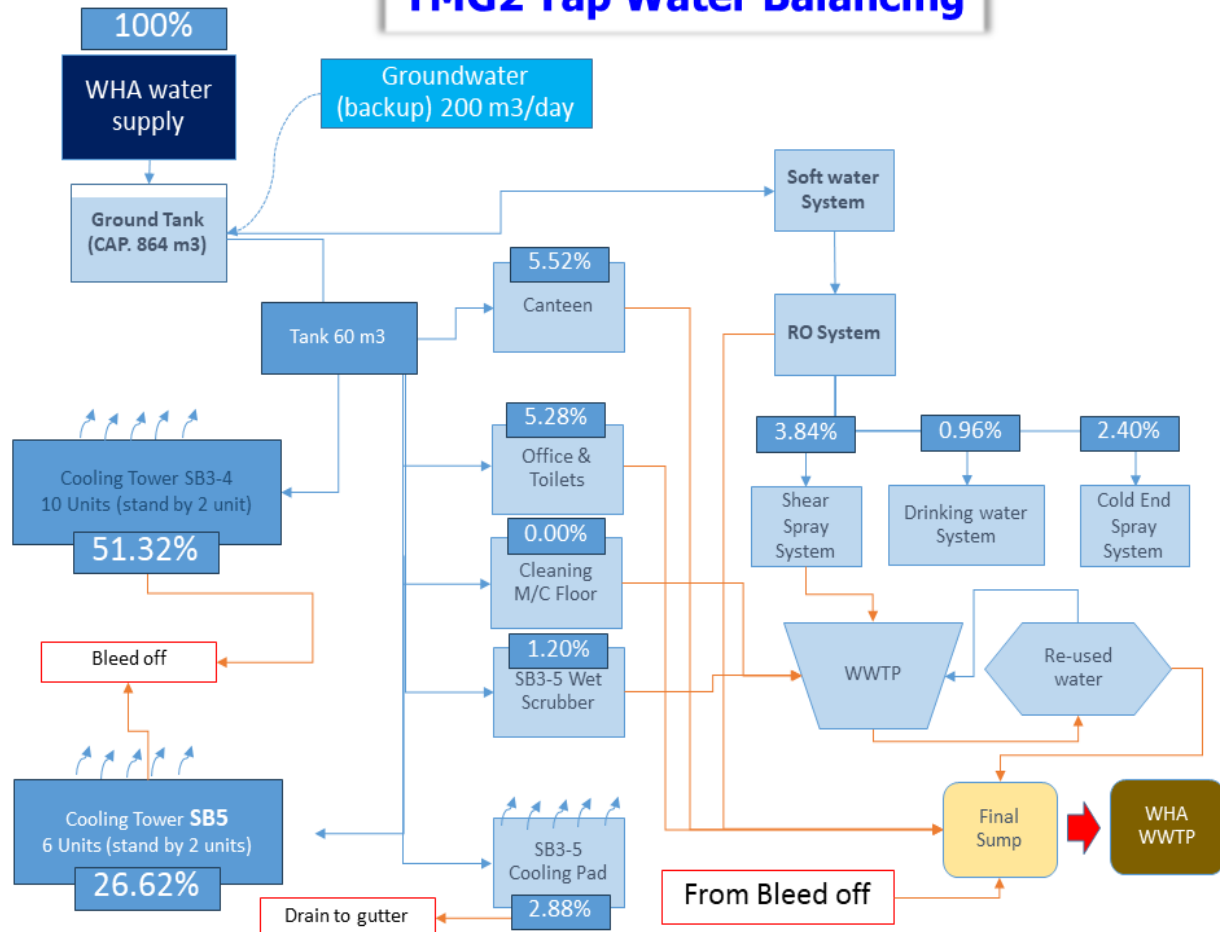 TMG2 Tap Water Balancing
100%
WHA water
supply
Groundwater
(backup) 200 m3/day
Ground Tank
(CAP. 864 m3)
Soft water
System
5.52%
Canteen
Tank 60 m3
RO System
3.84%
0.96%
2.40%
Shear
Spray
System
Drinking water
System
Cold End
Spray
System
5.28%
Office &
Toilets
Cooling Tower SB3-4
10 Units (stand by 2 unit)
51.32%
0.00%
Cleaning
M/C Floor
Bleed off
1.20%
SB3-5 Wet
Scrubber
WWTP
Re-used
water
Cooling Tower SB5
6 Units (stand by 2 units)
26.62%
SB3-5
Cooling Pad
2.88%
Drain to gutter
Final
Sump
WHA
WWTP
From Bleed off